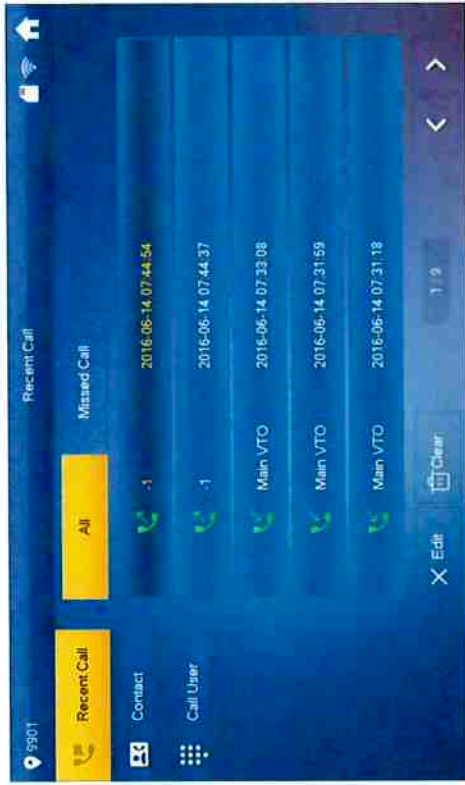 9901
Recent Call
Recent Call
All
Missed Call
Contact
Call User
-1 2016-06-14 07:44:54
-1 2016-06-14 07:44:37
Main VTO 2016-06-14 07:33:08
Main VTO 2016-06-14 07:31:59
Main VTO 2016-06-14 07:31:18
Edit
Clear
1 / 9